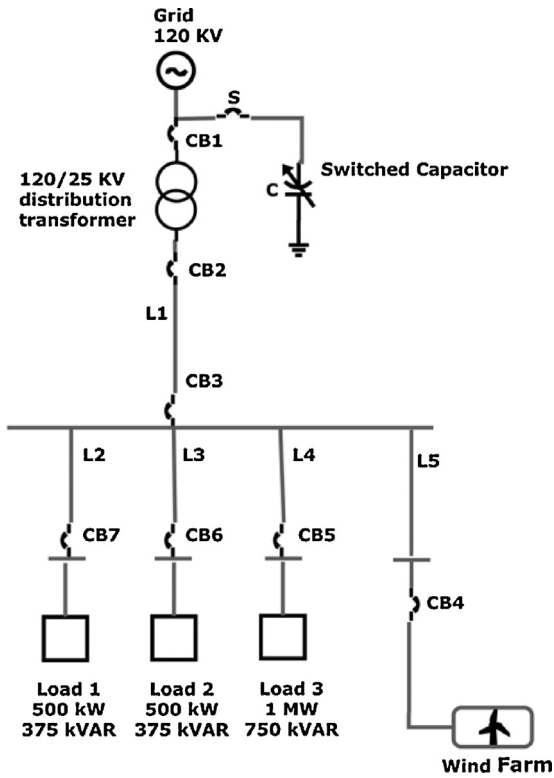 Grid
120 KV
S
CB1
Switched Capacitor
120/25 KV
distribution
transformer
C
CB2
L1
CB3
L2
L3
L4
L5
CB7
CB6
CB5
CB4
Load 1
500 kW
375 kVAR
Load 2
500 kW
375 kVAR
Load 3
1 MW
750 kVAR
Wind Farm